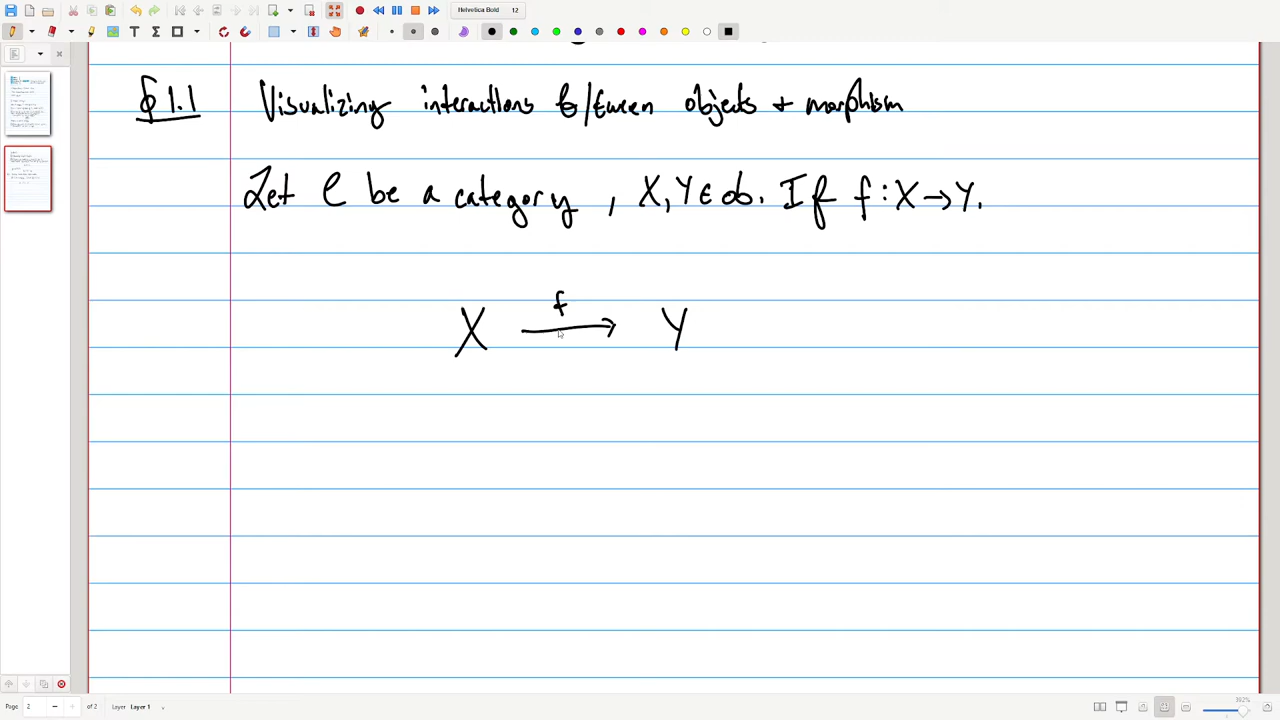 Helvetica Bold 12
§ 1.1 Visualizing interactions b/tween objects + morphism
Let C be a category, X, Y ∈ ob. If f : X → Y.
f
X → Y
Page 2 of 2 Layer Layer 1 392%